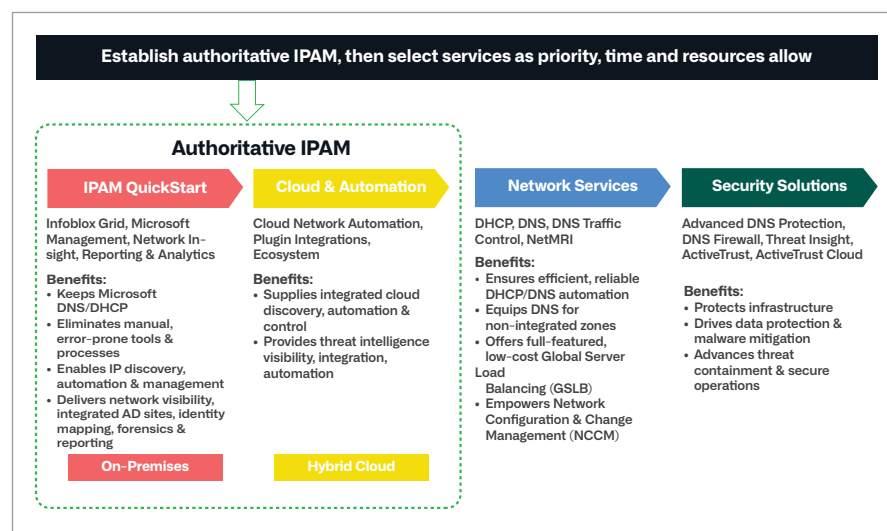 Establish authoritative IPAM, then select services as priority, time and resources allow
Authoritative IPAM
IPAM QuickStart
Infoblox Grid, Microsoft
Management, Network In-
sight, Reporting & Analytics
Benefits:
• Keeps Microsoft
DNS/DHCP
• Eliminates manual,
error-prone tools &
processes
• Enables IP discovery,
automation & management
• Delivers network visibility,
integrated AD sites, identity
mapping, forensics &
reporting
On-Premises
Cloud & Automation
Cloud Network Automation,
Plugin Integrations,
Ecosystem
Benefits:
• Supplies integrated cloud
discovery, automation &
control
• Provides threat intelligence
visibility, integration,
automation
Hybrid Cloud
Network Services
DHCP, DNS, DNS Traffic
Control, NetMRI
Benefits:
• Ensures efficient, reliable
DHCP/DNS automation
• Equips DNS for
non-integrated zones
• Offers full-featured,
low-cost Global Server
Load
Balancing (GSLB)
• Empowers Network
Configuration & Change
Management (NCCM)
Security Solutions
Advanced DNS Protection,
DNS Firewall, Threat Insight,
ActiveTrust, ActiveTrust Cloud
Benefits:
• Protects infrastructure
• Drives data protection &
malware mitigation
• Advances threat
containment & secure
operations